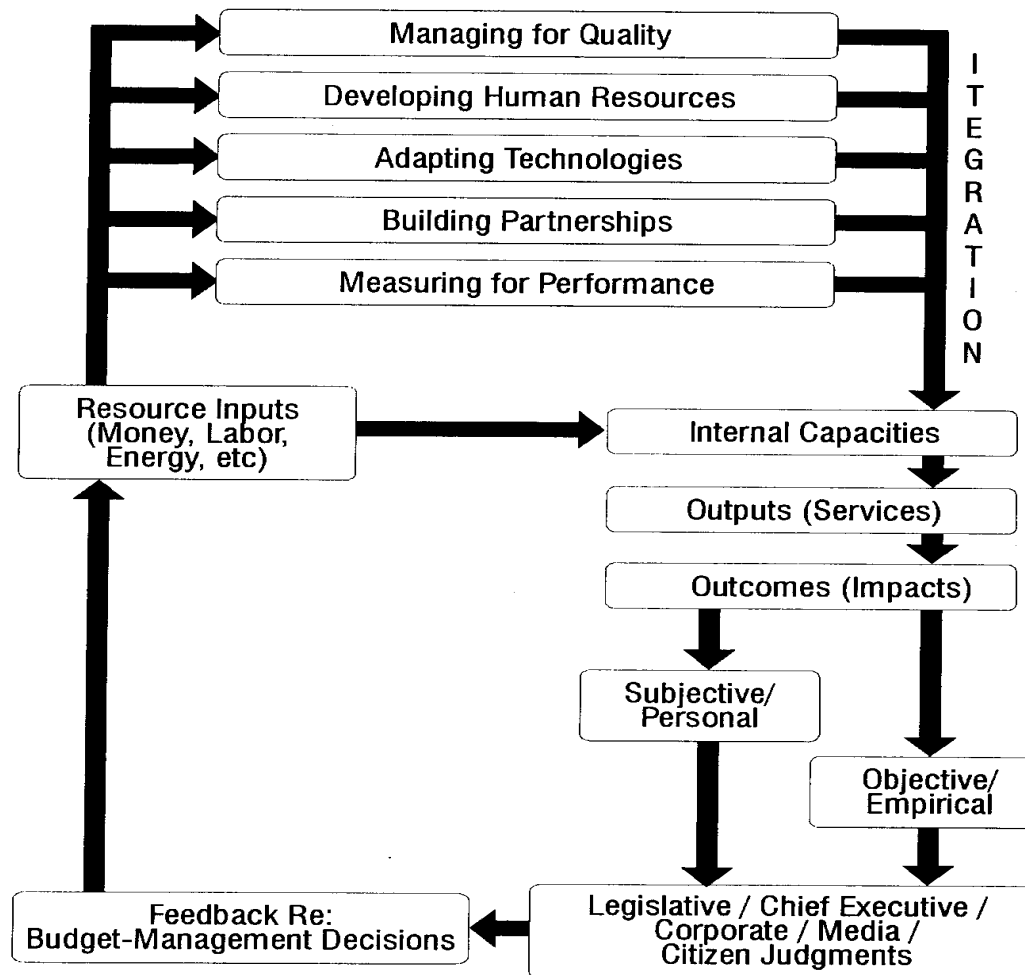 Managing for Quality
Developing Human Resources
Adapting Technologies
Building Partnerships
Measuring for Performance
I
T
E
G
R
A
T
I
O
N
Resource Inputs
(Money, Labor,
Energy, etc)
Internal Capacities
Outputs (Services)
Outcomes (Impacts)
Subjective/
Personal
Objective/
Empirical
Legislative / Chief Executive /
Corporate / Media /
Citizen Judgments
Feedback Re:
Budget-Management Decisions